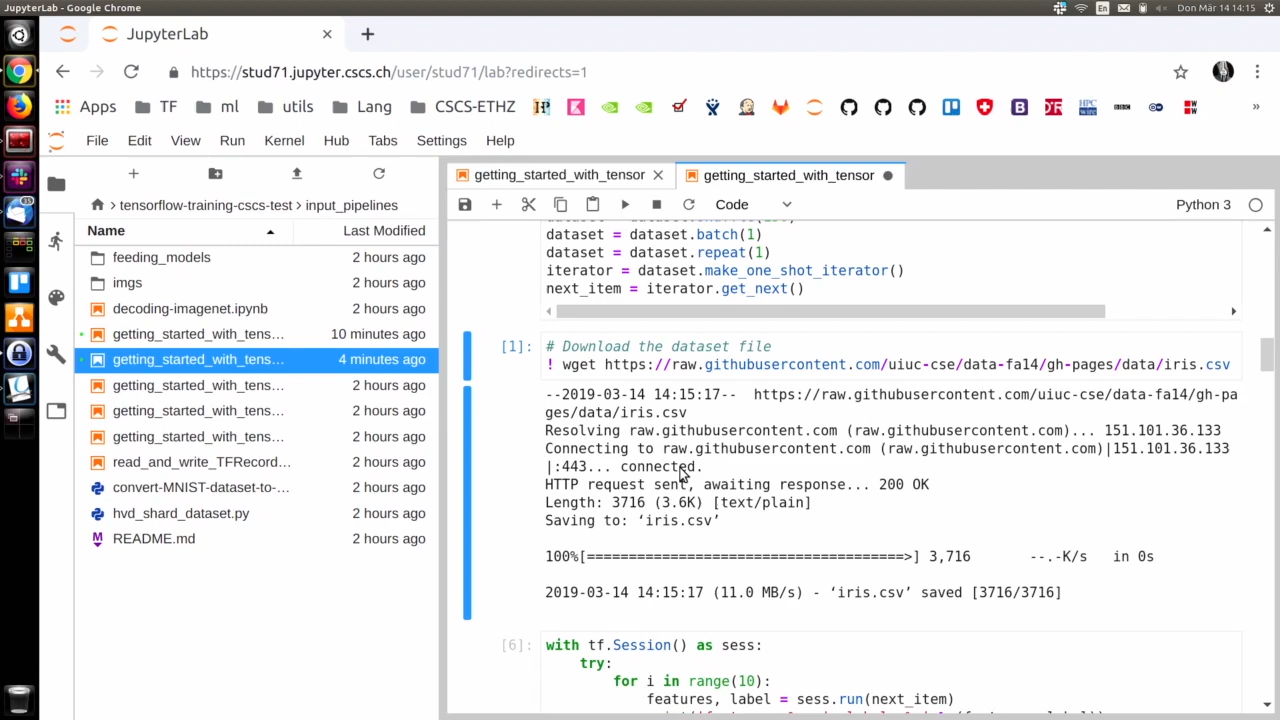 JupyterLab - Google Chrome
En
Don Mär 14 14:15
JupyterLab
https://stud71.jupyter.cscs.ch/user/stud71/lab?redirects=1
Apps TF ml utils Lang CSCS-ETHZ
File Edit View Run Kernel Hub Tabs Settings Help
getting_started_with_tensor
getting_started_with_tensor
Code
Python 3
tensorflow-training-cscs-test / input_pipelines
Name Last Modified
feeding_models 2 hours ago
imgs 2 hours ago
decoding-imagenet.ipynb 2 hours ago
getting_started_with_tens... 10 minutes ago
getting_started_with_tens... 4 minutes ago
getting_started_with_tens... 2 hours ago
getting_started_with_tens... 2 hours ago
getting_started_with_tens... 2 hours ago
read_and_write_TFRecord... 2 hours ago
convert-MNIST-dataset-to-... 2 hours ago
hvd_shard_dataset.py 2 hours ago
README.md 2 hours ago
dataset = dataset.batch(1)
dataset = dataset.repeat(1)
iterator = dataset.make_one_shot_iterator()
next_item = iterator.get_next()
[1]: # Download the dataset file
! wget https://raw.githubusercontent.com/uiuc-cse/data-fa14/gh-pages/data/iris.csv
--2019-03-14 14:15:17-- https://raw.githubusercontent.com/uiuc-cse/data-fa14/gh-pa
ges/data/iris.csv
Resolving raw.githubusercontent.com (raw.githubusercontent.com)... 151.101.36.133
Connecting to raw.githubusercontent.com (raw.githubusercontent.com)|151.101.36.133
|:443... connected.
HTTP request sent, awaiting response... 200 OK
Length: 3716 (3.6K) [text/plain]
Saving to: ‘iris.csv’
100%[======================================>] 3,716 --.-K/s in 0s
2019-03-14 14:15:17 (11.0 MB/s) - ‘iris.csv’ saved [3716/3716]
[6]: with tf.Session() as sess:
try:
for i in range(10):
features, label = sess.run(next_item)